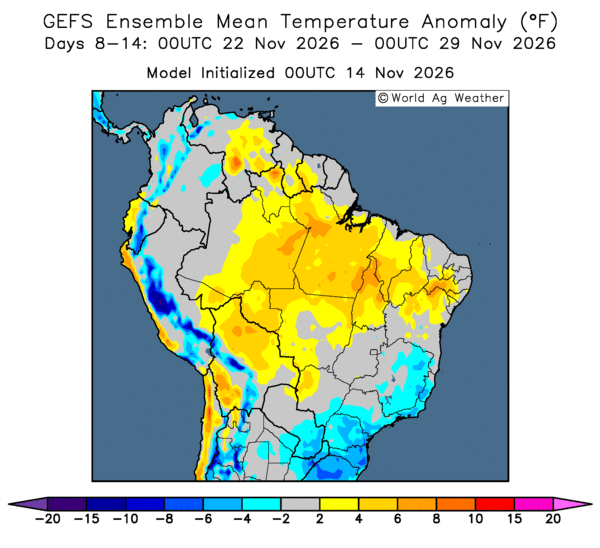 GEFS Ensemble Mean Temperature Anomaly (°F)
Days 8−14: 00UTC 22 Nov 2026 − 00UTC 29 Nov 2026
Model Initialized 00UTC 14 Nov 2026
©World Ag Weather
−20 −15 −10 −8 −6 −4 −2 2 4 6 8 10 15 20